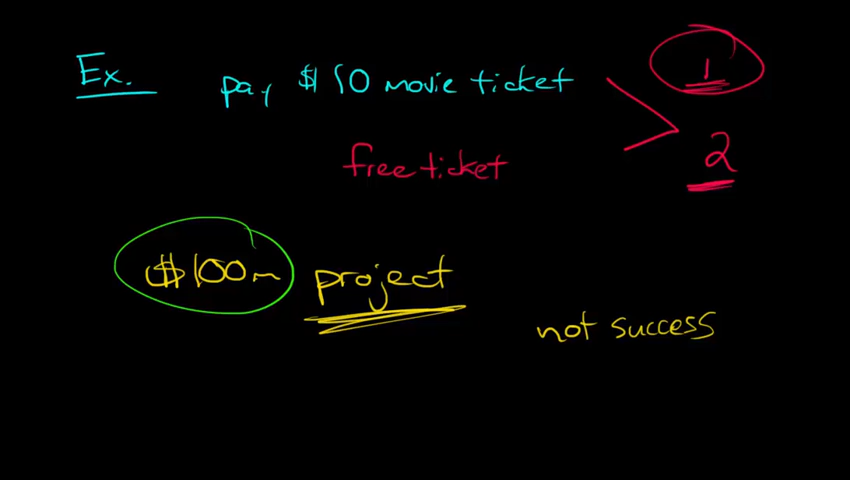 Ex. pay $10 movie ticket 1
free ticket 2
$100m project
not success